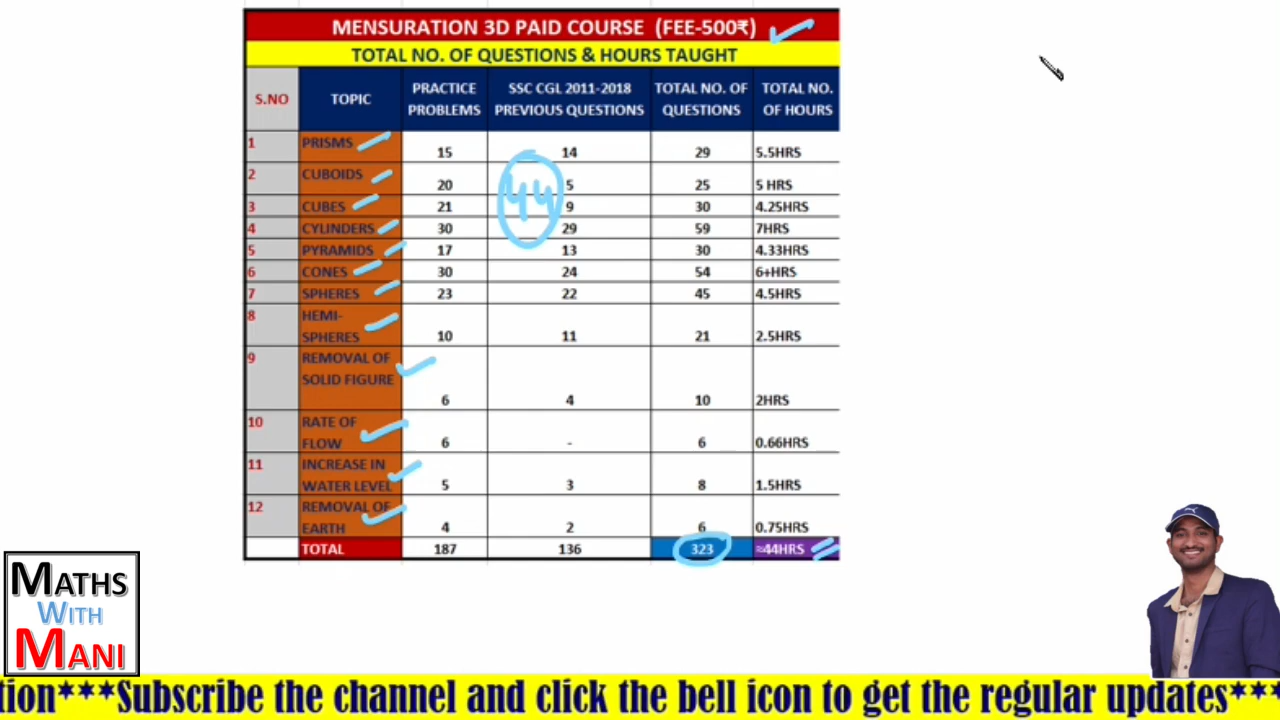 MENSURATION 3D PAID COURSE (FEE-500₹)
TOTAL NO. OF QUESTIONS & HOURS TAUGHT
S.NO TOPIC PRACTICE PROBLEMS SSC CGL 2011-2018 PREVIOUS QUESTIONS TOTAL NO. OF QUESTIONS TOTAL NO. OF HOURS
1 PRISMS 15 14 29 5.5HRS
2 CUBOIDS 20 5 25 5 HRS
44
3 CUBES 21 9 30 4.25HRS
4 CYLINDERS 30 29 59 7HRS
5 PYRAMIDS 17 13 30 4.33HRS
6 CONES 30 24 54 6+HRS
7 SPHERES 23 22 45 4.5HRS
8 HEMI-SPHERES 10 11 21 2.5HRS
9 REMOVAL OF SOLID FIGURE 6 4 10 2HRS
10 RATE OF FLOW 6 - 6 0.66HRS
11 INCREASE IN WATER LEVEL 5 3 8 1.5HRS
12 REMOVAL OF EARTH 4 2 6 0.75HRS
TOTAL 187 136 323 ≈44HRS
MATHS
WITH
MANI
tion***Subscribe the channel and click the bell icon to get the regular updates***